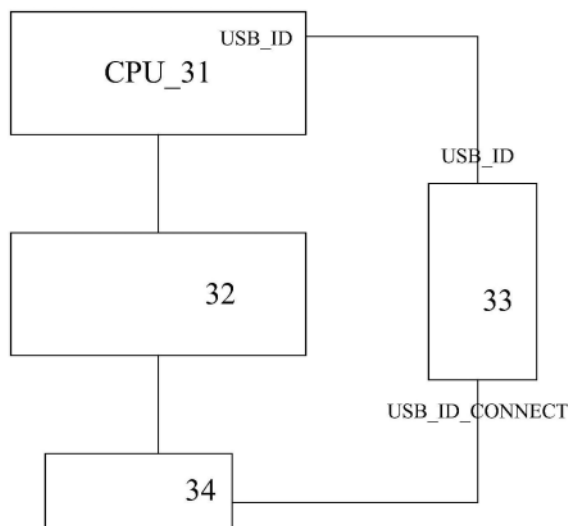 USB_ID
CPU_31
USB_ID
32
33
USB_ID_CONNECT
34